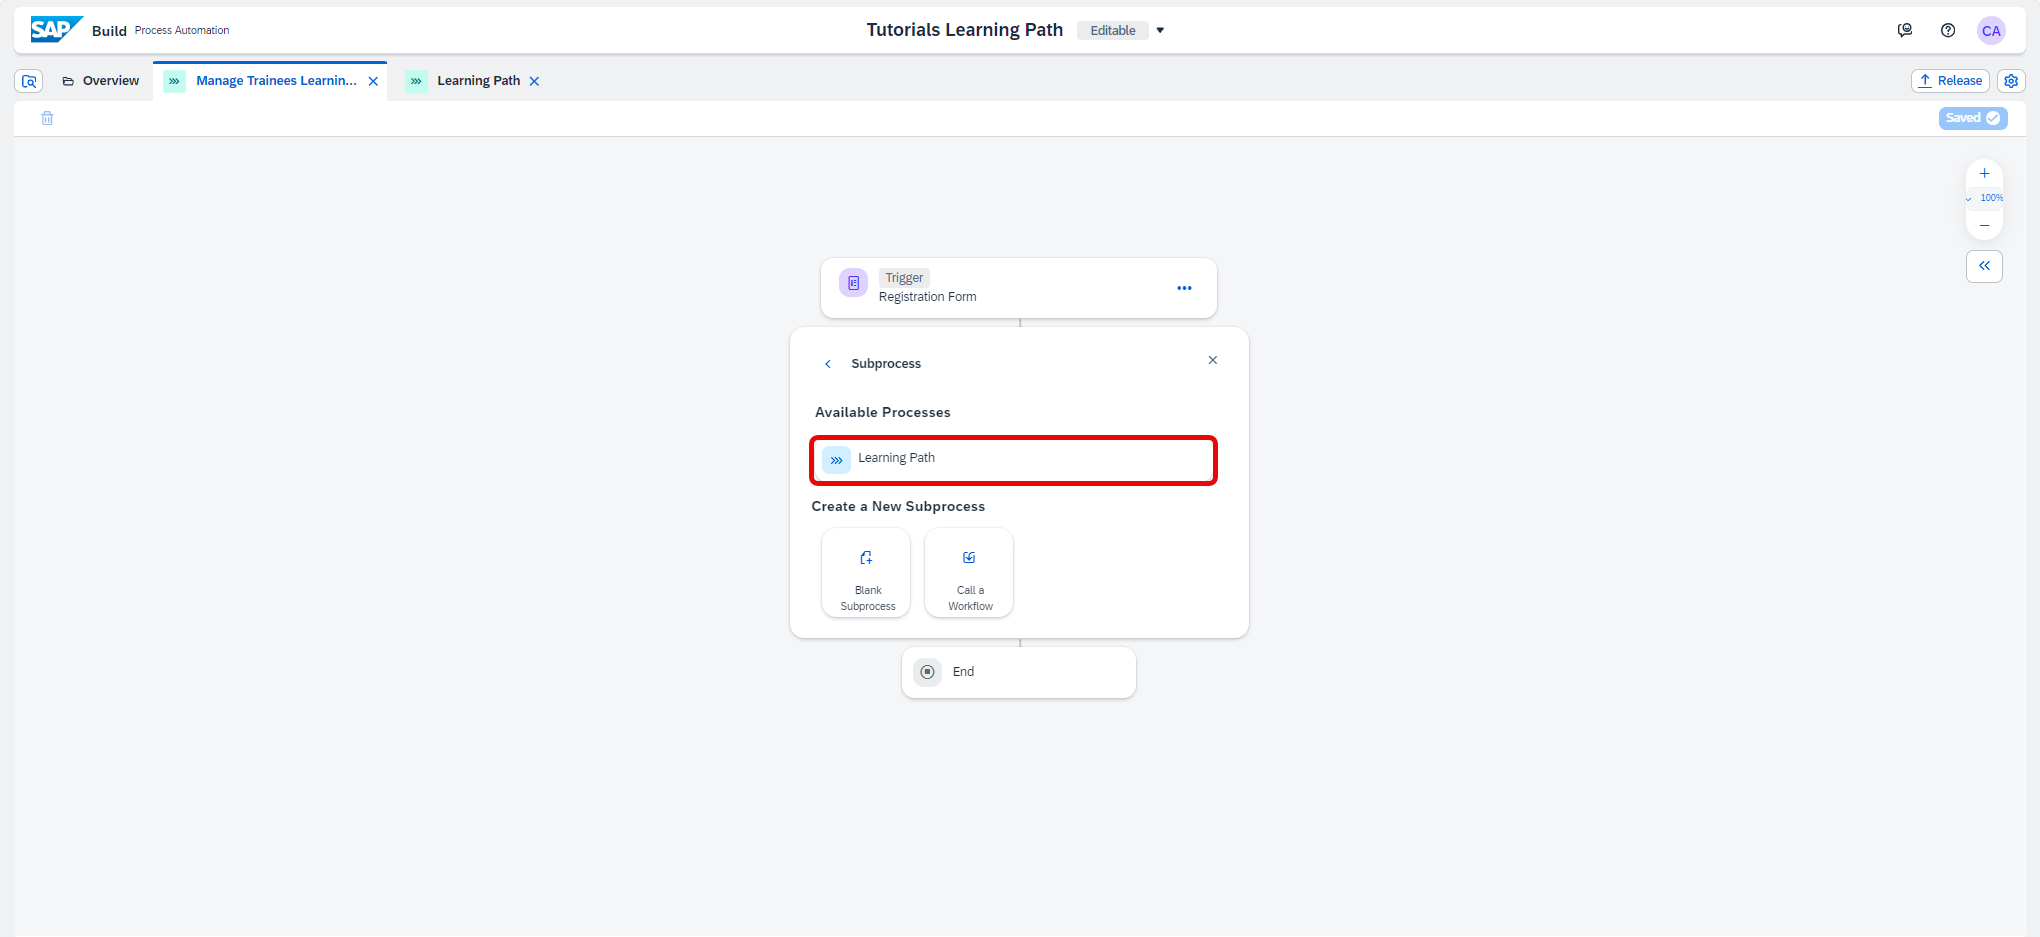 SAP Build Process Automation
Tutorials Learning Path Editable
CA
Overview
Manage Trainees Learnin...
Learning Path
Release
Saved
100%
Trigger
Registration Form
Subprocess
Available Processes
Learning Path
Create a New Subprocess
Blank
Subprocess
Call a
Workflow
End